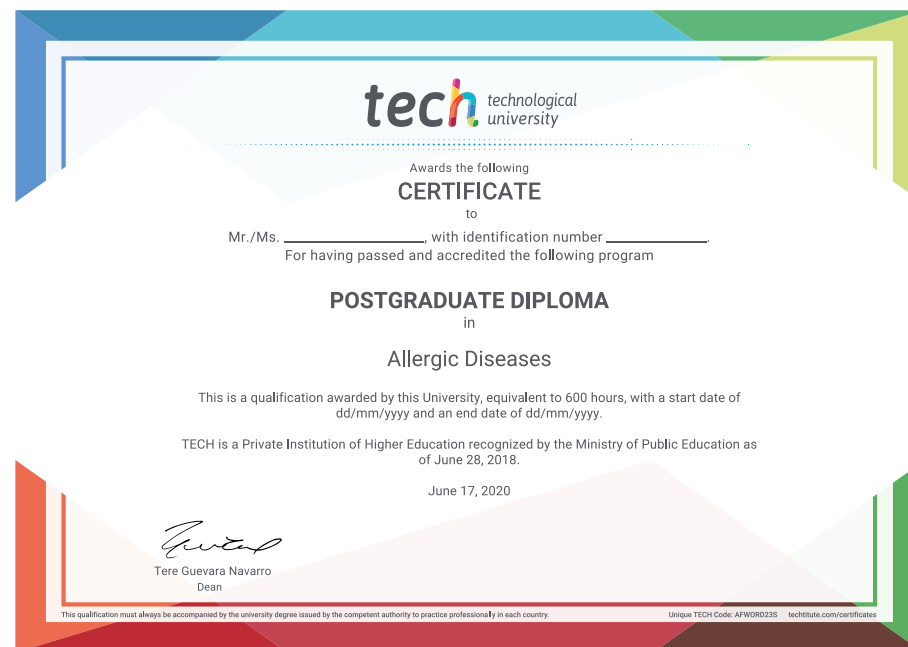 tech technological
university
Awards the following
CERTIFICATE
to
Mr./Ms. ____________________, with identification number ______________.
For having passed and accredited the following program
POSTGRADUATE DIPLOMA
in
Allergic Diseases
This is a qualification awarded by this University, equivalent to 600 hours, with a start date of
dd/mm/yyyy and an end date of dd/mm/yyyy.
TECH is a Private Institution of Higher Education recognized by the Ministry of Public Education as
of June 28, 2018.
June 17, 2020
Tere Guevara Navarro
Dean
This qualification must always be accompanied by the university degree issued by the competent authority to practice professionally in each country.
Unique TECH Code: AFWORD23S techtitute.com/certificates